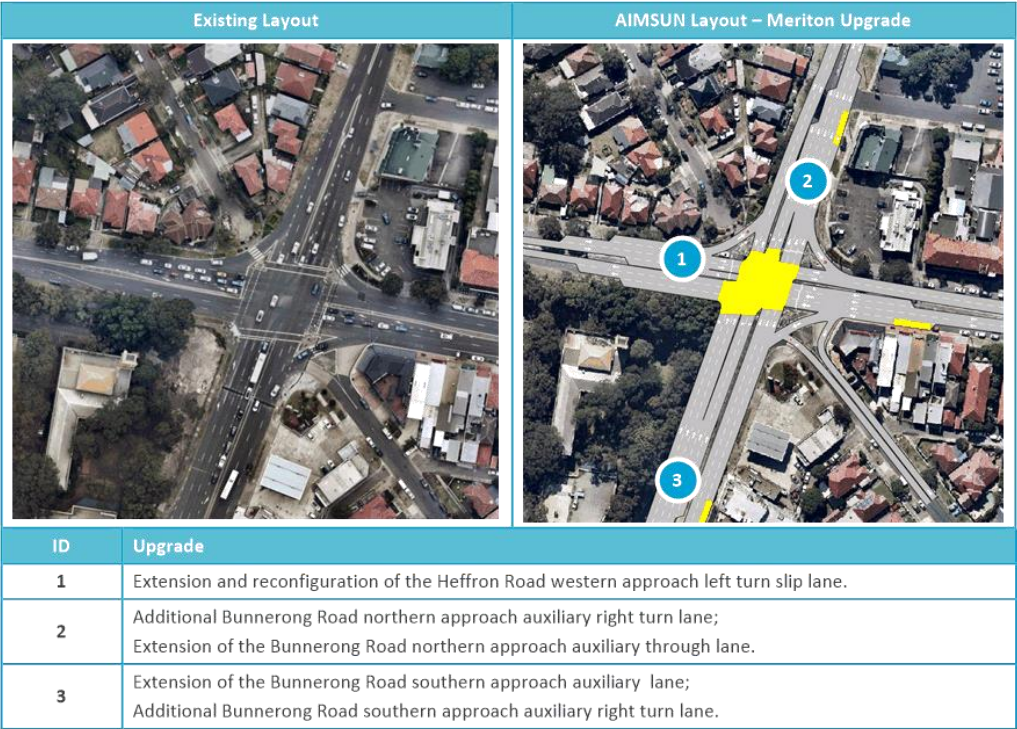 Existing Layout
AIMSUN Layout – Meriton Upgrade
2
1
3
ID
Upgrade
1
Extension and reconfiguration of the Heffron Road western approach left turn slip lane.
2
Additional Bunnerong Road northern approach auxiliary right turn lane;
Extension of the Bunnerong Road northern approach auxiliary through lane.
3
Extension of the Bunnerong Road southern approach auxiliary lane;
Additional Bunnerong Road southern approach auxiliary right turn lane.